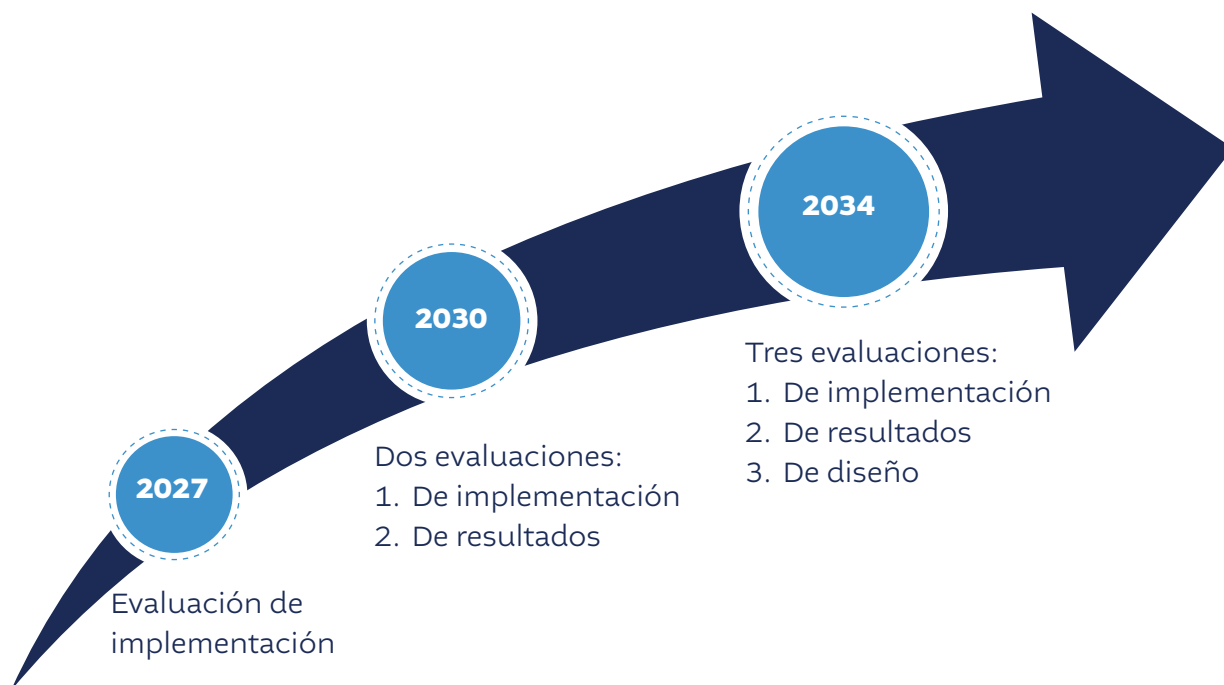 2027
Evaluación de
implementación
2030
Dos evaluaciones:
1. De implementación
2. De resultados
2034
Tres evaluaciones:
1. De implementación
2. De resultados
3. De diseño